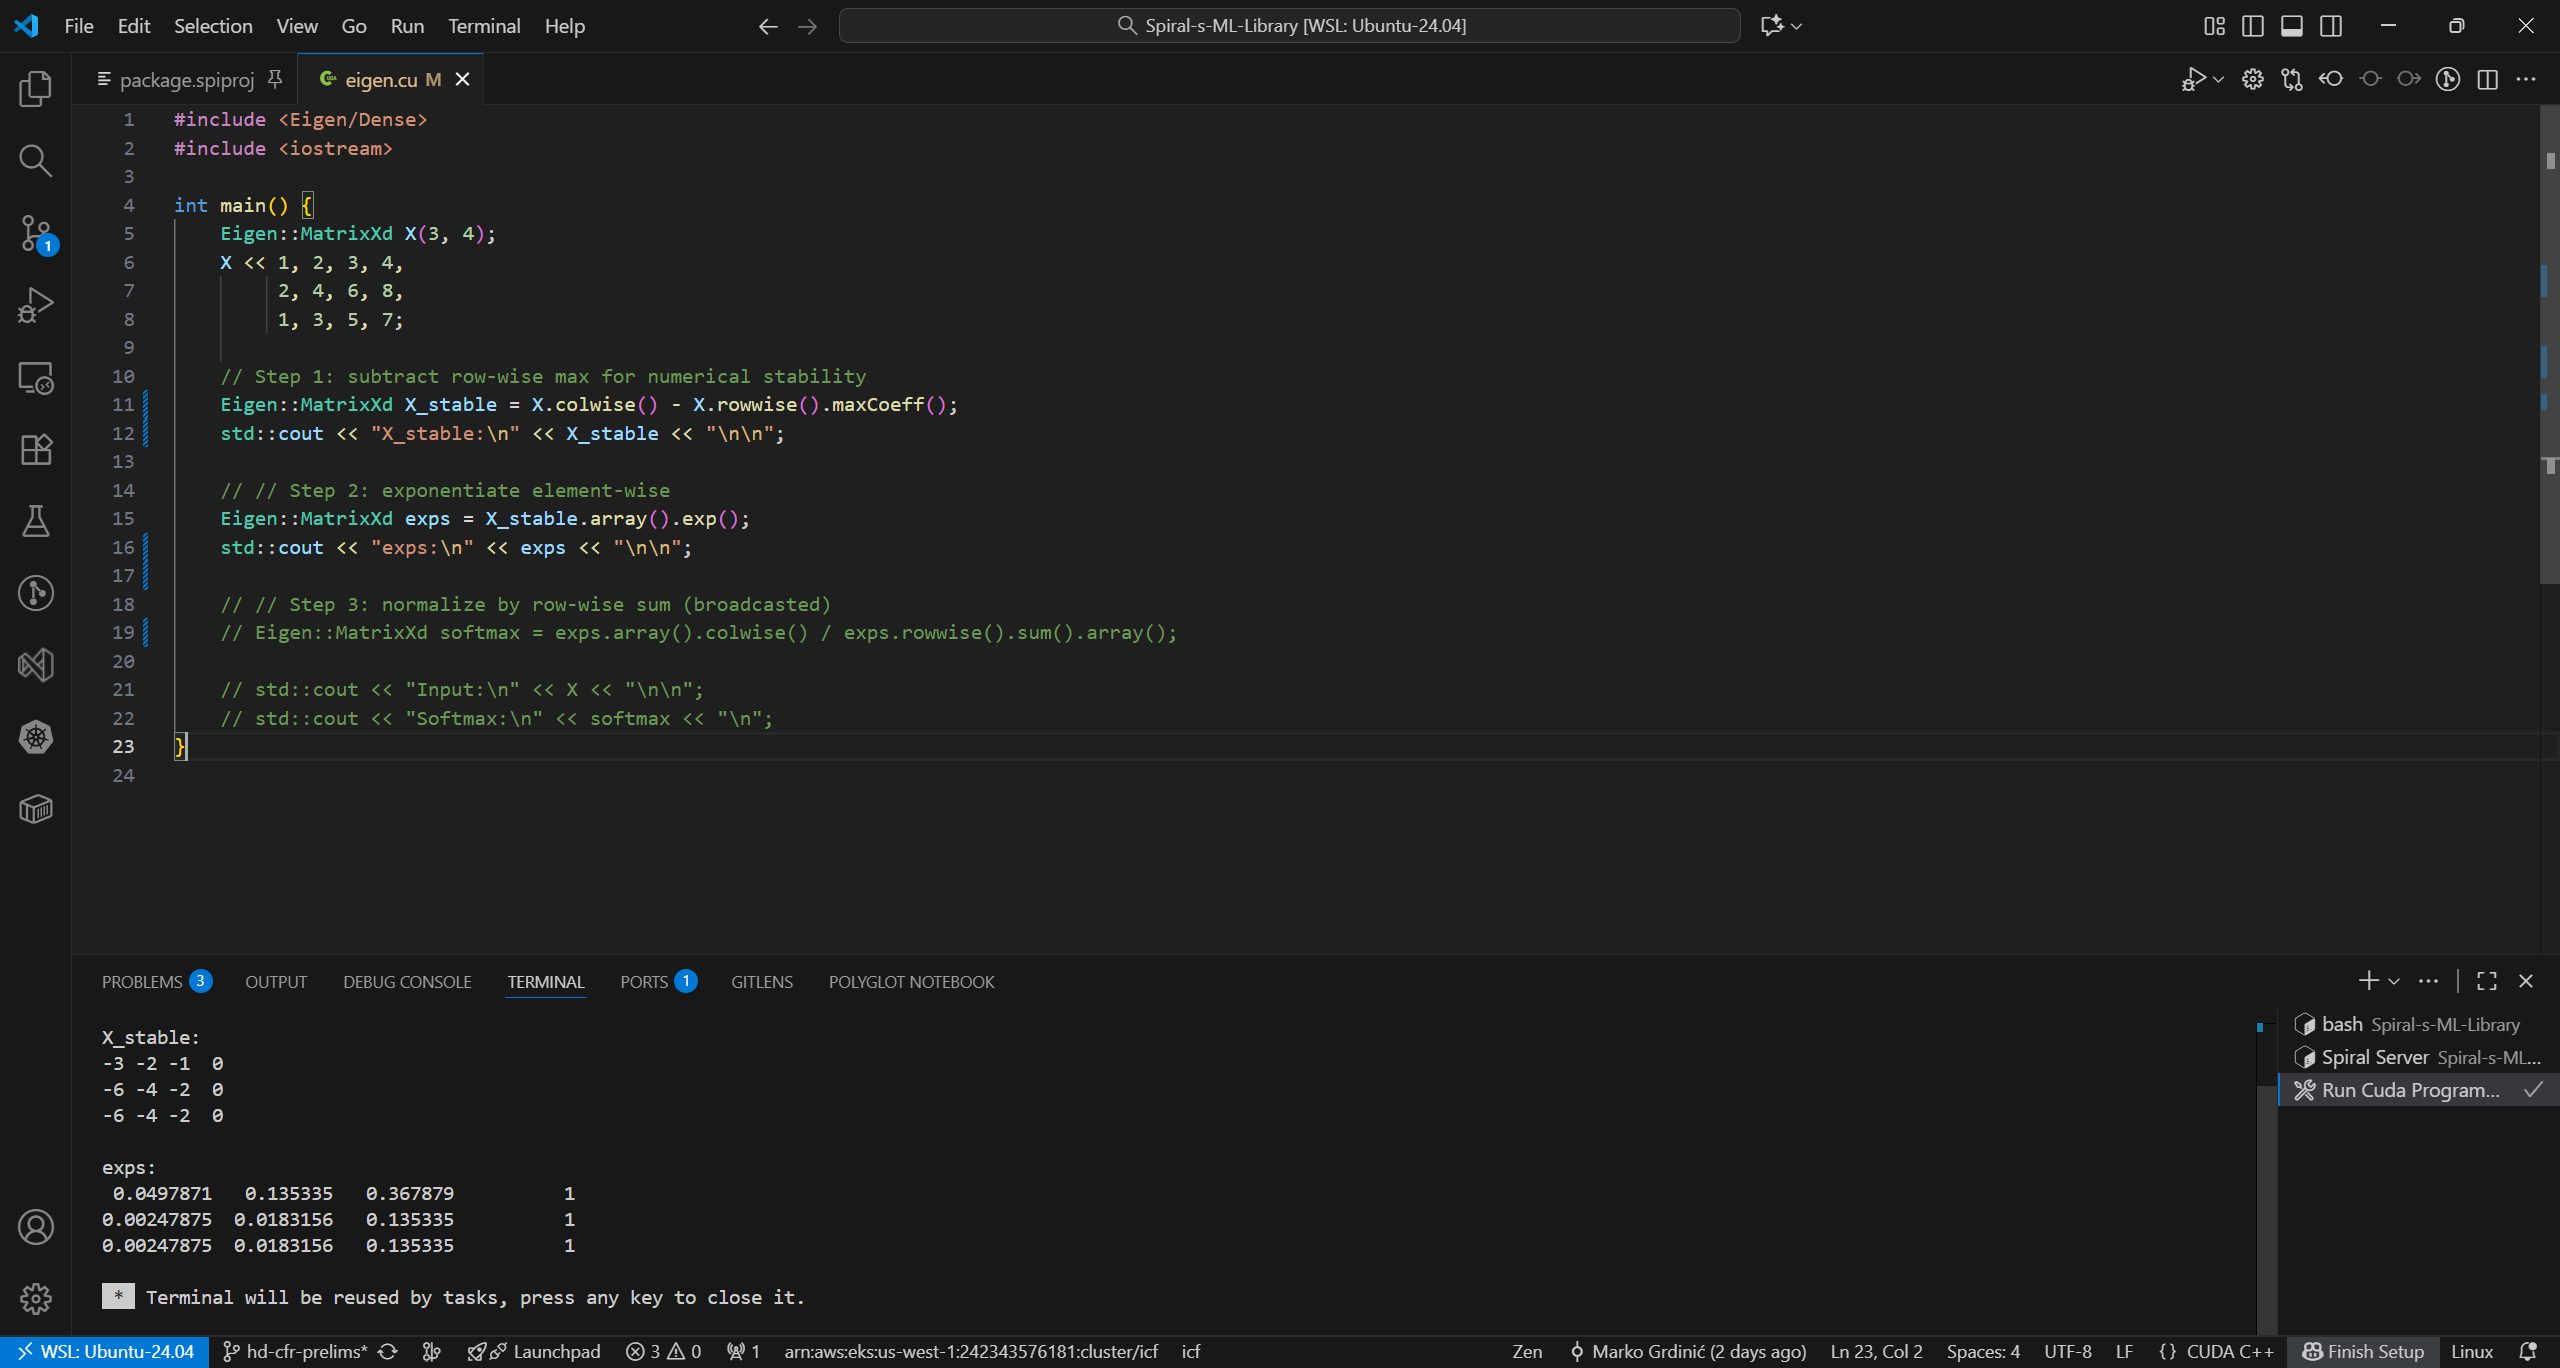 File Edit Selection View Go Run Terminal Help
Spiral-s-ML-Library [WSL: Ubuntu-24.04]
package.spiproj
eigen.cu M
1 #include <Eigen/Dense>
2 #include <iostream>
3
4 int main() {
5 Eigen::MatrixXd X(3, 4);
6 X << 1, 2, 3, 4,
7 2, 4, 6, 8,
8 1, 3, 5, 7;
9
10 // Step 1: subtract row-wise max for numerical stability
11 Eigen::MatrixXd X_stable = X.colwise() - X.rowwise().maxCoeff();
12 std::cout << "X_stable:\n" << X_stable << "\n\n";
13
14 // // Step 2: exponentiate element-wise
15 Eigen::MatrixXd exps = X_stable.array().exp();
16 std::cout << "exps:\n" << exps << "\n\n";
17
18 // // Step 3: normalize by row-wise sum (broadcasted)
19 // Eigen::MatrixXd softmax = exps.array().colwise() / exps.rowwise().sum().array();
20
21 // std::cout << "Input:\n" << X << "\n\n";
22 // std::cout << "Softmax:\n" << softmax << "\n";
23 }
24
1
PROBLEMS 3 OUTPUT DEBUG CONSOLE TERMINAL PORTS 1 GITLENS POLYGLOT NOTEBOOK
X_stable:
-3 -2 -1 0
-6 -4 -2 0
-6 -4 -2 0
exps:
0.0497871 0.135335 0.367879 1
0.00247875 0.0183156 0.135335 1
0.00247875 0.0183156 0.135335 1
* Terminal will be reused by tasks, press any key to close it.
bash Spiral-s-ML-Library
Spiral Server Spiral-s-ML...
Run Cuda Program...
WSL: Ubuntu-24.04 hd-cfr-prelims* Launchpad 3 0 1 arn:aws:eks:us-west-1:242343576181:cluster/icf icf Zen Marko Grdinić (2 days ago) Ln 23, Col 2 Spaces: 4 UTF-8 LF {} CUDA C++ Finish Setup Linux